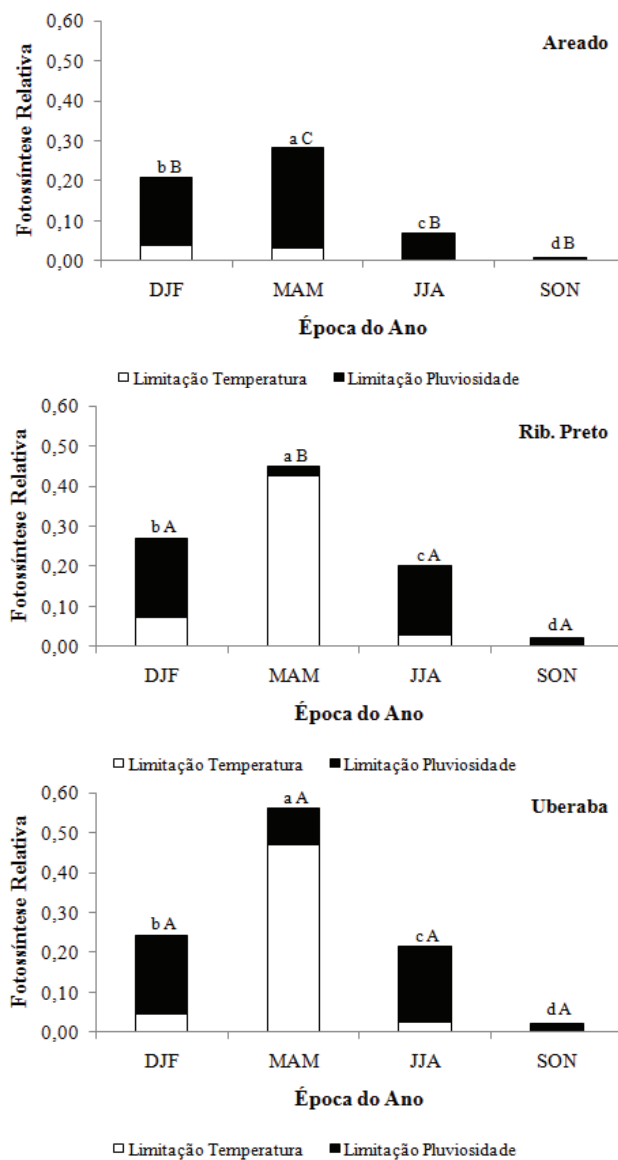 Areado
Fotossíntese Relativa
0,60
0,50
0,40
0,30
0,20
0,10
0,00
b B
a C
c B
d B
DJF MAM JJA SON
Época do Ano
Limitação Temperatura Limitação Pluviosidade
Rib. Preto
Fotossíntese Relativa
0,60
0,50
0,40
0,30
0,20
0,10
0,00
b A
a B
c A
d A
DJF MAM JJA SON
Época do Ano
Limitação Temperatura Limitação Pluviosidade
Uberaba
Fotossíntese Relativa
0,60
0,50
0,40
0,30
0,20
0,10
0,00
b A
a A
c A
d A
DJF MAM JJA SON
Época do Ano
Limitação Temperatura Limitação Pluviosidade